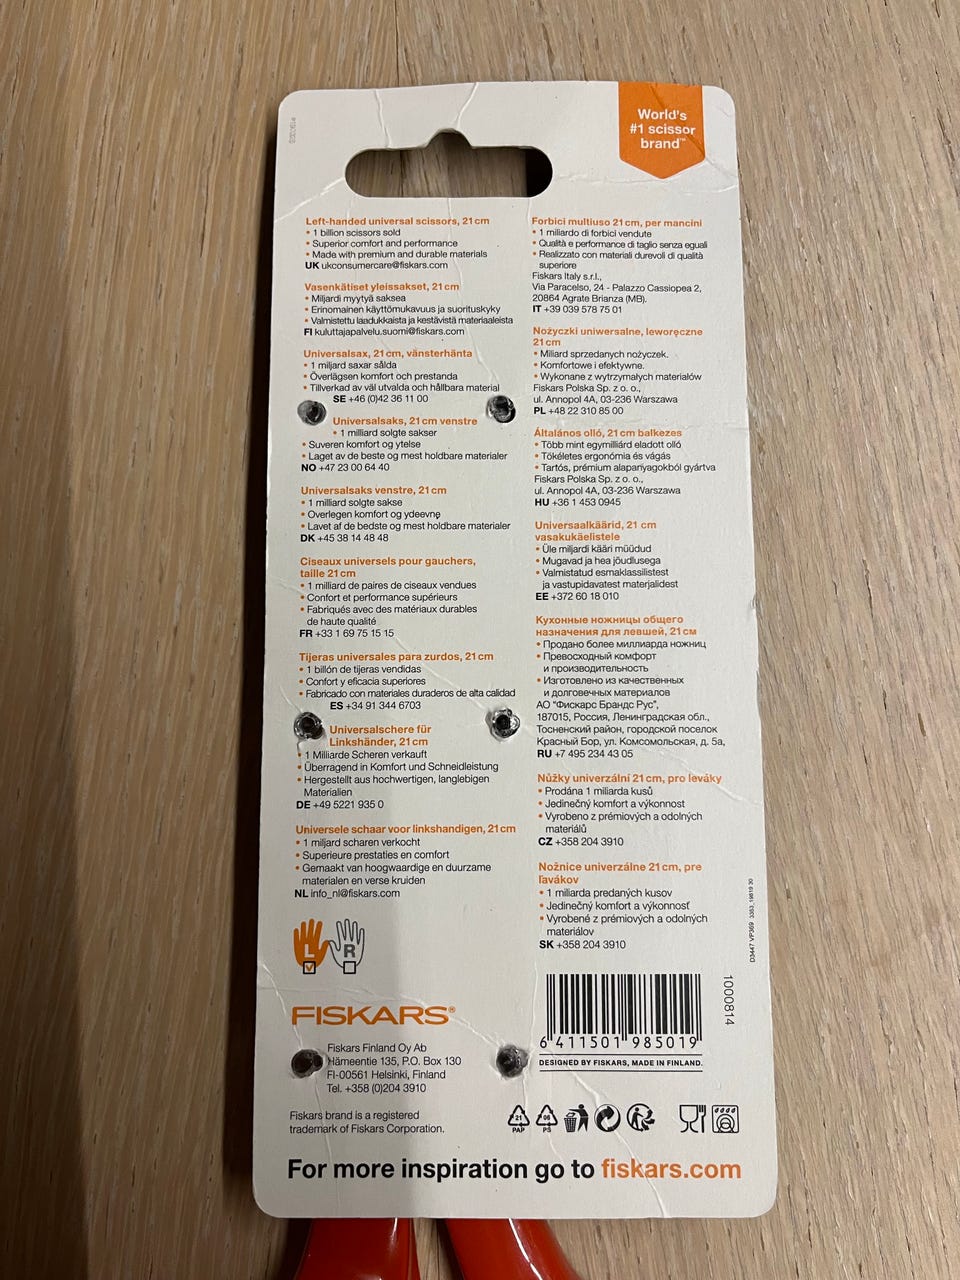 World's
#1 scissor
brand™
Left-handed universal scissors, 21 cm
• 1 billion scissors sold
• Superior comfort and performance
• Made with premium and durable materials
UK ukconsumercare@fiskars.com
Vasenkätiset yleissakset, 21 cm
• Miljardi myytyä saksea
• Erinomainen käyttömukavuus ja suorituskyky
• Valmistettu laadukkaista ja kestävistä materiaaleista
FI kuluttajapalvelu.suomi@fiskars.com
Universalsax, 21 cm, vänsterhänta
• 1 miljard saxar sålda
• Överlägsen komfort och prestanda
• Tillverkad av väl utvalda och hållbara material
SE +46 (0)42 36 11 00
Universalsaks, 21 cm venstre
• 1 milliard solgte sakser
• Suveren komfort og ytelse
• Laget av de beste og mest holdbare materialer
NO +47 23 00 64 40
Universalsaks venstre, 21 cm
• 1 milliard solgte sakse
• Overlegen komfort og ydeevne
• Lavet af de bedste og mest holdbare materialer
DK +45 38 14 48 48
Ciseaux universels pour gauchers,
taille 21 cm
• 1 milliard de paires de ciseaux vendues
• Confort et performance supérieurs
• Fabriqués avec des matériaux durables
de haute qualité
FR +33 1 69 75 15 15
Tijeras universales para zurdos, 21 cm
• 1 billón de tijeras vendidas
• Confort y eficacia superiores
• Fabricado con materiales duraderos de alta calidad
ES +34 91 344 6703
Universalschere für
Linkshänder, 21 cm
• 1 Milliarde Scheren verkauft
• Überragend in Komfort und Schneidleistung
• Hergestellt aus hochwertigen, langlebigen
Materialien
DE +49 5221 935 0
Universele schaar voor linkshandigen, 21 cm
• 1 miljard scharen verkocht
• Superieure prestaties en comfort
• Gemaakt van hoogwaardige en duurzame
materialen en verse kruiden
NL info_nl@fiskars.com
L R
FISKARS®
Fiskars Finland Oy Ab
Hämeentie 135, P.O. Box 130
FI-00561 Helsinki, Finland
Tel. +358 (0)204 3910
Fiskars brand is a registered
trademark of Fiskars Corporation.
Forbici multiuso 21 cm, per mancini
• 1 miliardo di forbici vendute
• Qualità e performance di taglio senza eguali
• Realizzato con materiali durevoli di qualità
superiore
Fiskars Italy s.r.l.,
Via Paracelso, 24 - Palazzo Cassiopea 2,
20864 Agrate Brianza (MB).
IT +39 039 578 75 01
Nożyczki uniwersalne, leworęczne
21 cm
• Miliard sprzedanych nożyczek.
• Komfortowe i efektywne.
• Wykonane z wytrzymałych materiałów
Fiskars Polska Sp. z o. o.,
ul. Annopol 4A, 03-236 Warszawa
PL +48 22 310 85 00
Általános olló, 21 cm balkezes
• Több mint egymilliárd eladott olló
• Tökéletes ergonómia és vágás
• Tartós, prémium alapanyagokból gyártva
Fiskars Polska Sp. z o. o.,
ul. Annopol 4A, 03-236 Warszawa
HU +36 1 453 0945
Universaalkäärid, 21 cm
vasakukäelistele
• Üle miljardi kääri müüdud
• Mugavad ja hea jõudlusega
• Valmistatud esmaklassilistest
ja vastupidavatest materjalidest
EE +372 60 18 010
Кухонные ножницы общего
назначения для левшей, 21 см
• Продано более миллиарда ножниц
• Превосходный комфорт
и производительность
• Изготовлено из качественных
и долговечных материалов
АО "Фискарс Брандс Рус",
187015, Россия, Ленинградская обл.,
Тосненский район, городской поселок
Красный Бор, ул. Комсомольская, д. 5а,
RU +7 495 234 43 05
Nůžky univerzální 21 cm, pro leváky
• Prodána 1 miliarda kusů
• Jedinečný komfort a výkonnost
• Vyrobeno z prémiových a odolných
materiálů
CZ +358 204 3910
Nožnice univerzálne 21 cm, pre
ľavákov
• 1 miliarda predaných kusov
• Jedinečný komfort a výkonnosť
• Vyrobené z prémiových a odolných
materiálov
SK +358 204 3910
D3447 VP369 3353_19819 30
1000814
6 411501 985019
DESIGNED BY FISKARS, MADE IN FINLAND.
21
PAP
06
PS
For more inspiration go to fiskars.com